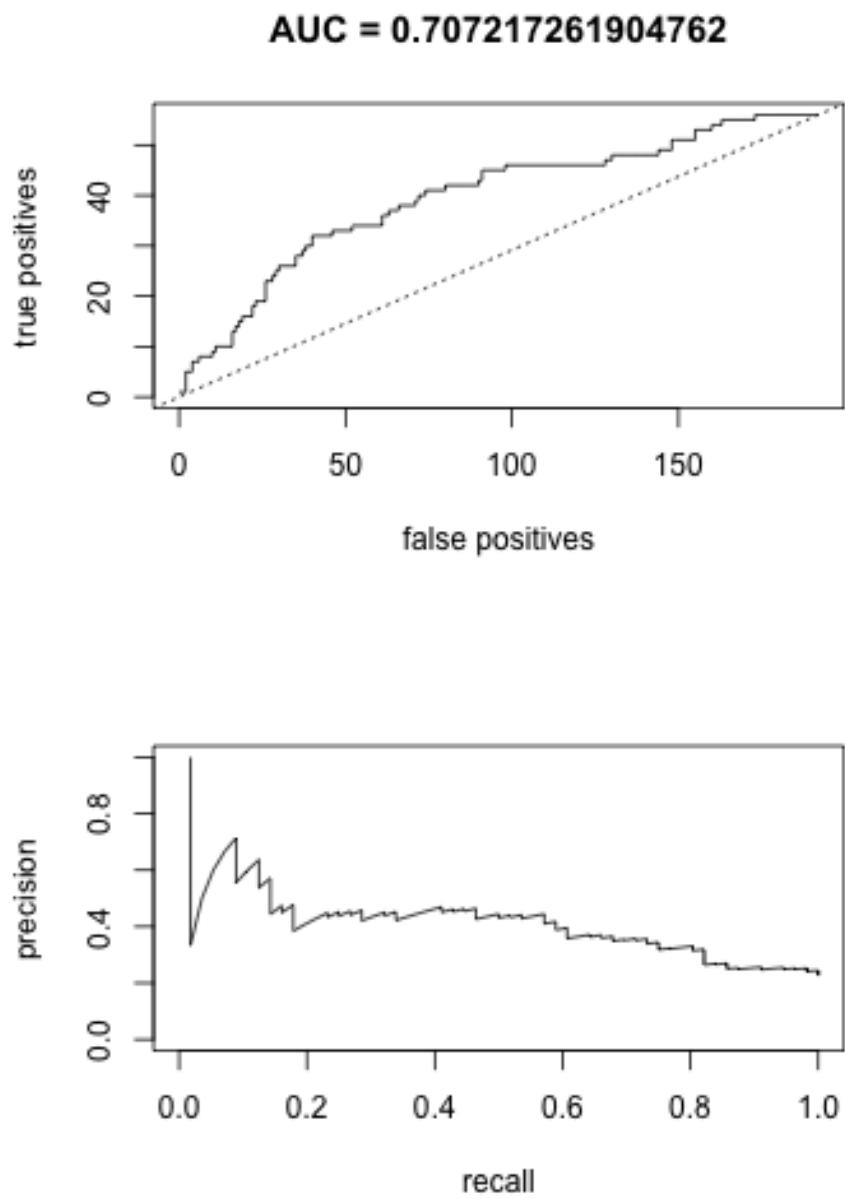 AUC = 0.707217261904762
true positives
0 20 40
0 50 100 150
false positives
precision
0.0 0.4 0.8
0.0 0.2 0.4 0.6 0.8 1.0
recall